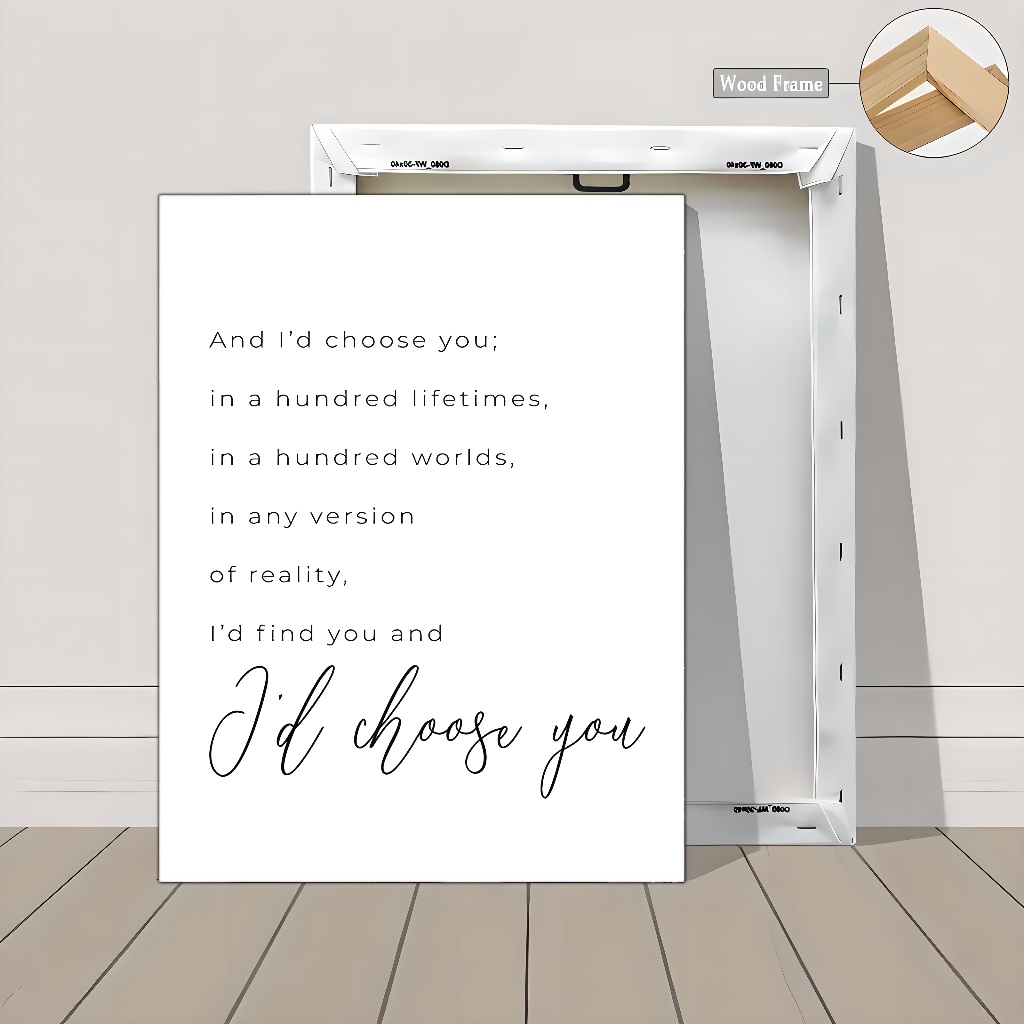 Wood Frame
And I’d choose you;
in a hundred lifetimes,
in a hundred worlds,
in any version
of reality,
I’d find you and
I'd choose you